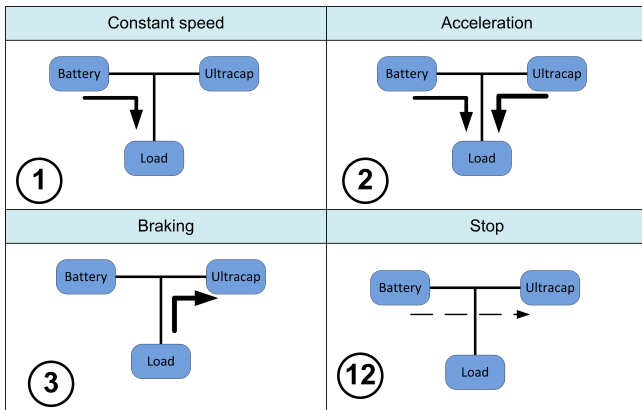 Constant speed
Acceleration
Battery
Ultracap
Load
1
Battery
Ultracap
Load
2
Braking
Stop
Battery
Ultracap
Load
3
Battery
Ultracap
Load
12